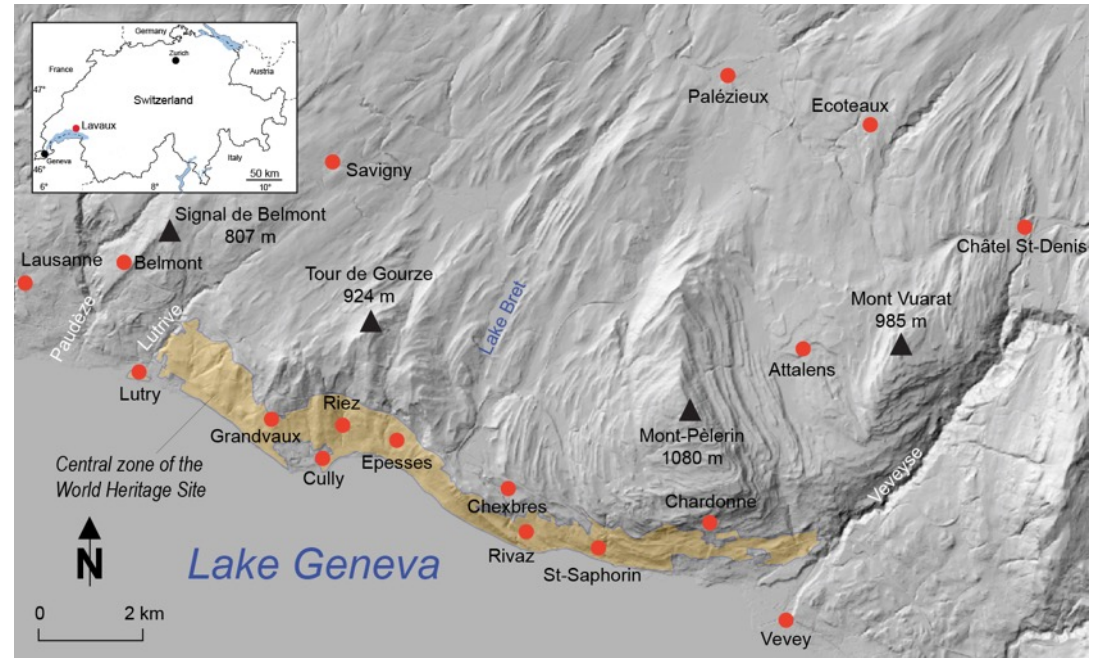 Germany
Zurich
France
Austria
47°
Switzerland
Lavaux
Geneva
46°
Italy
50 km
6°
8°
10°
Palézieux
Ecoteaux
Savigny
Signal de Belmont
807 m
Châtel St-Denis
Lausanne
Belmont
Tour de Gourze
924 m
Mont Vuarat
985 m
Paudèze
Lutrive
Lake Bret
Attalens
Lutry
Riez
Grandvaux
Mont-Pèlerin
1080 m
Epesses
Central zone of the
World Heritage Site
Cully
Veveyse
Chexbres
Chardonne
N
Rivaz
Lake Geneva
St-Saphorin
0 2 km
Vevey